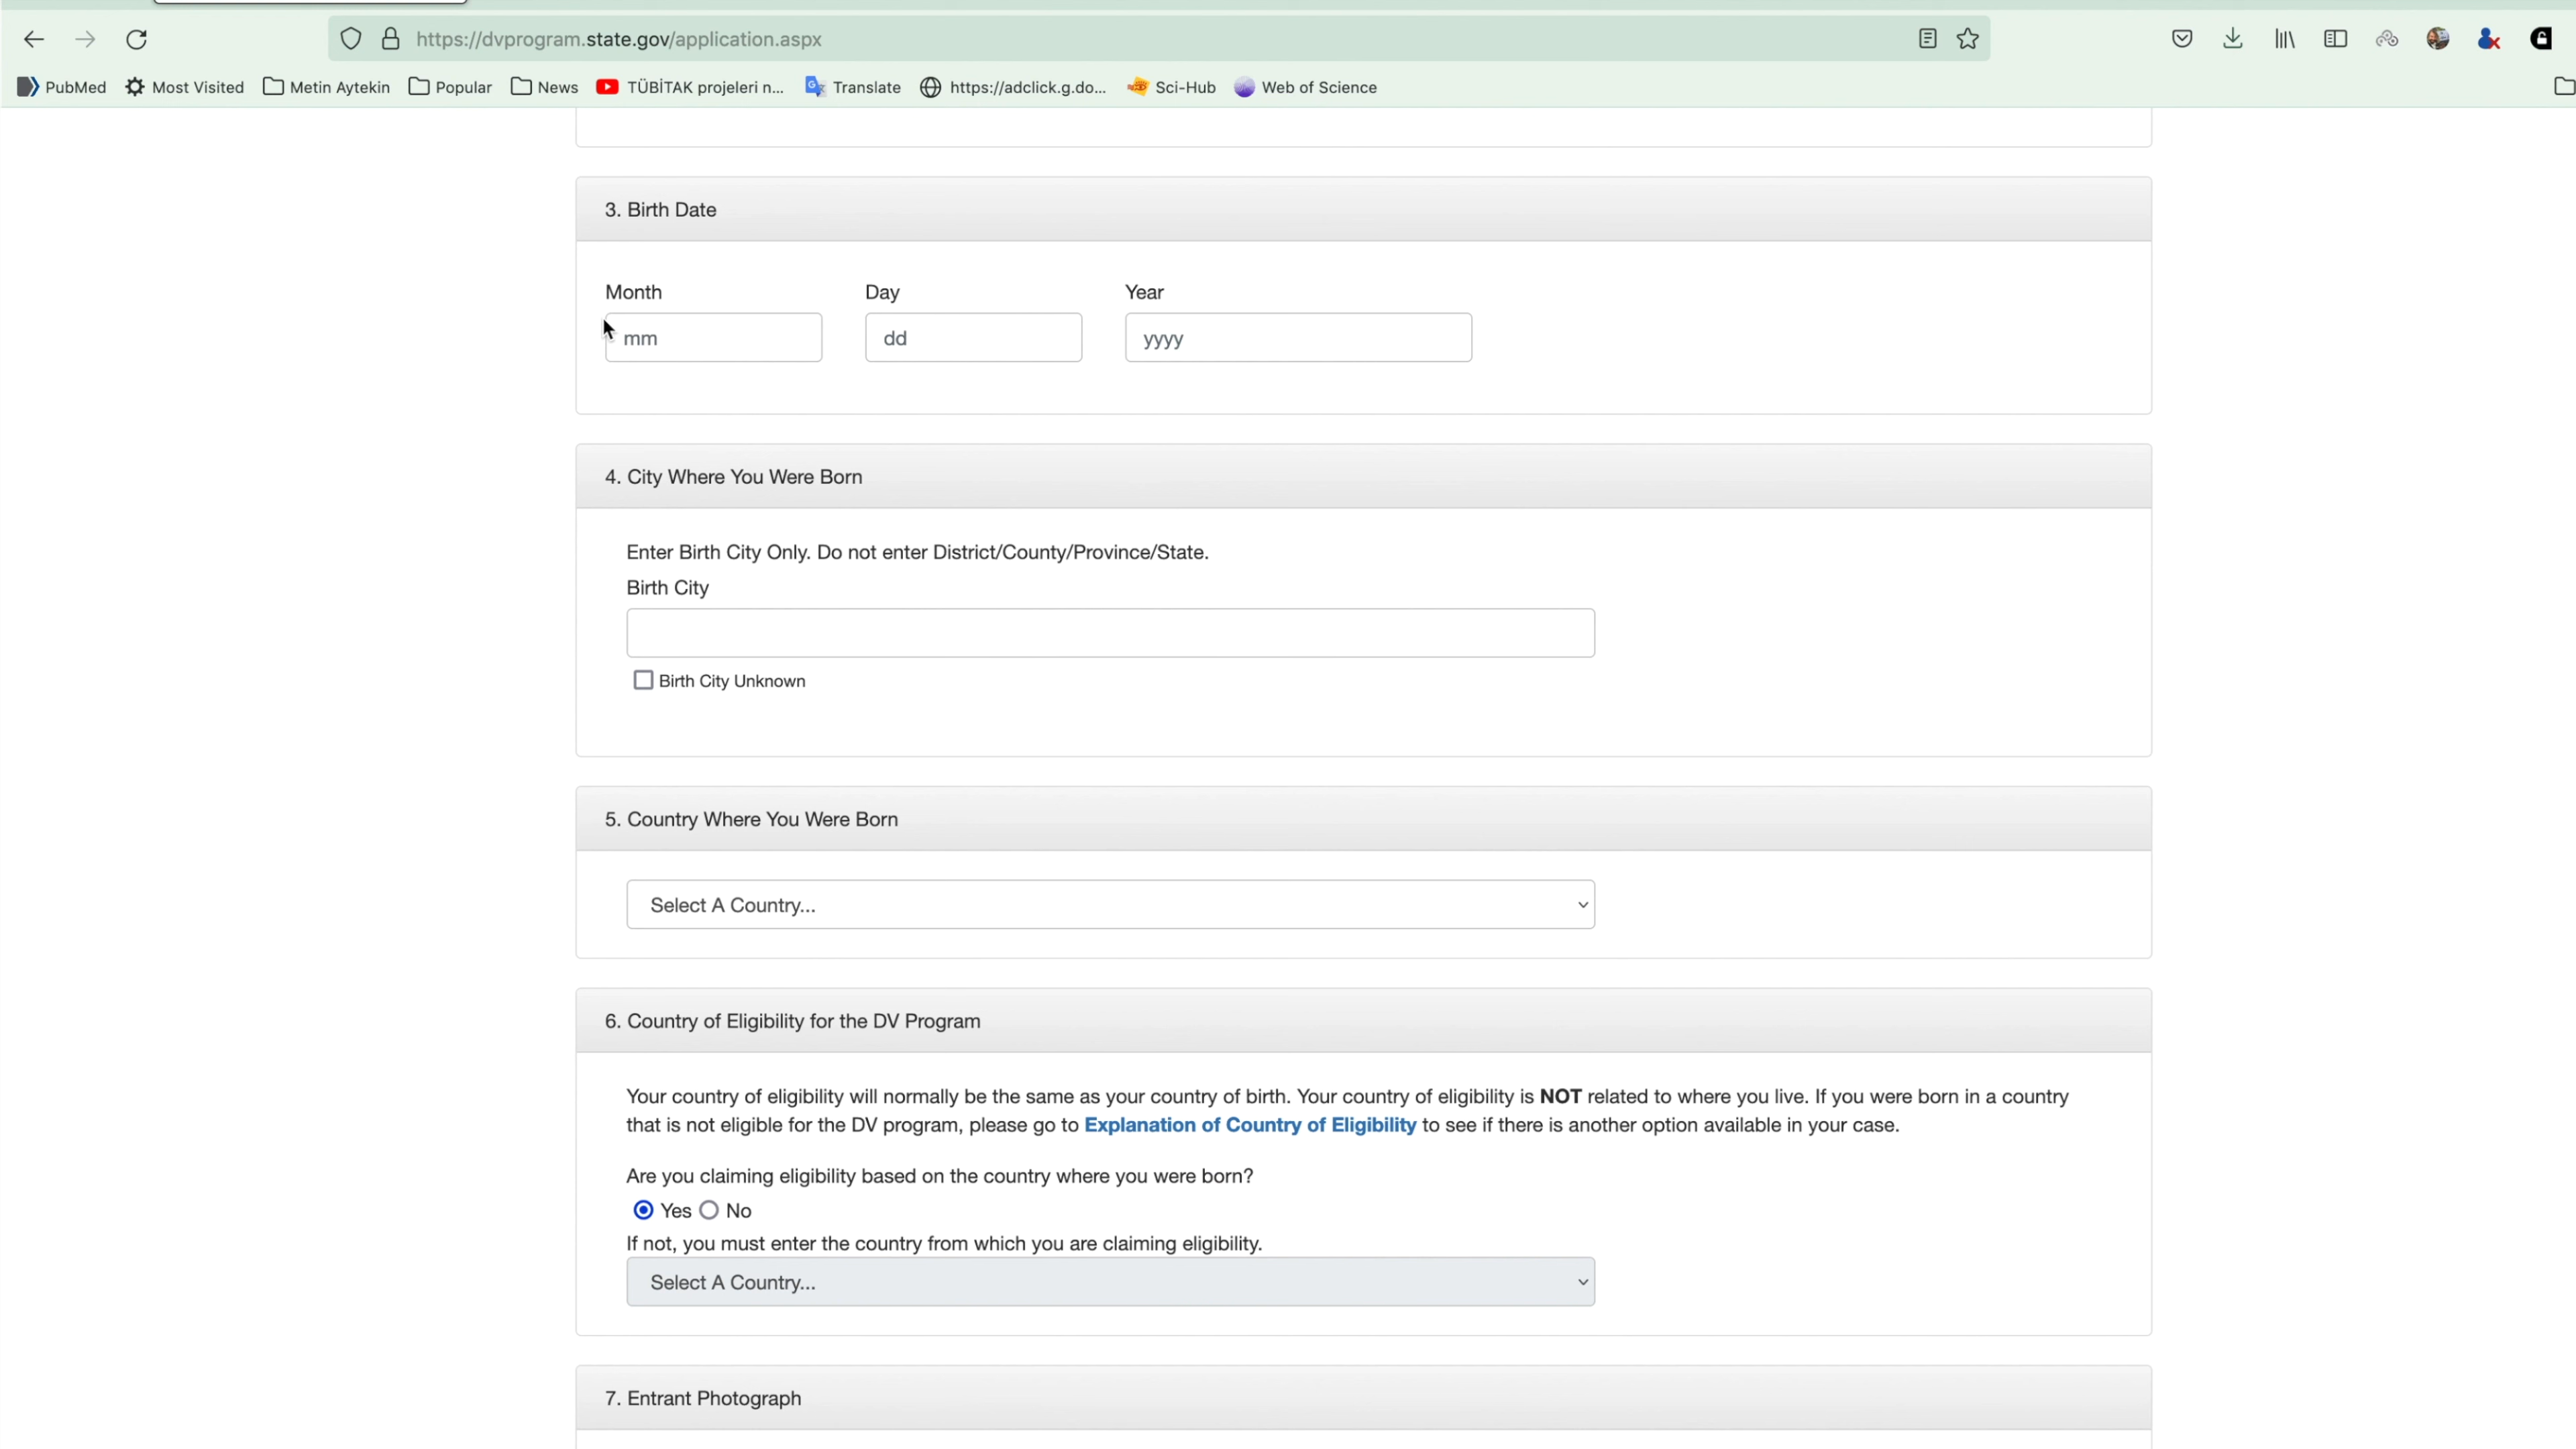 https://dvprogram.state.gov/application.aspx
PubMed Most Visited Metin Aytekin Popular News TÜBİTAK projeleri n... Translate https://adclick.g.do... Sci-Hub Web of Science
3. Birth Date
Month Day Year
mm dd yyyy
4. City Where You Were Born
Enter Birth City Only. Do not enter District/County/Province/State.
Birth City
Birth City Unknown
5. Country Where You Were Born
Select A Country...
6. Country of Eligibility for the DV Program
Your country of eligibility will normally be the same as your country of birth. Your country of eligibility is NOT related to where you live. If you were born in a country
that is not eligible for the DV program, please go to Explanation of Country of Eligibility to see if there is another option available in your case.
Are you claiming eligibility based on the country where you were born?
Yes No
If not, you must enter the country from which you are claiming eligibility.
Select A Country...
7. Entrant Photograph